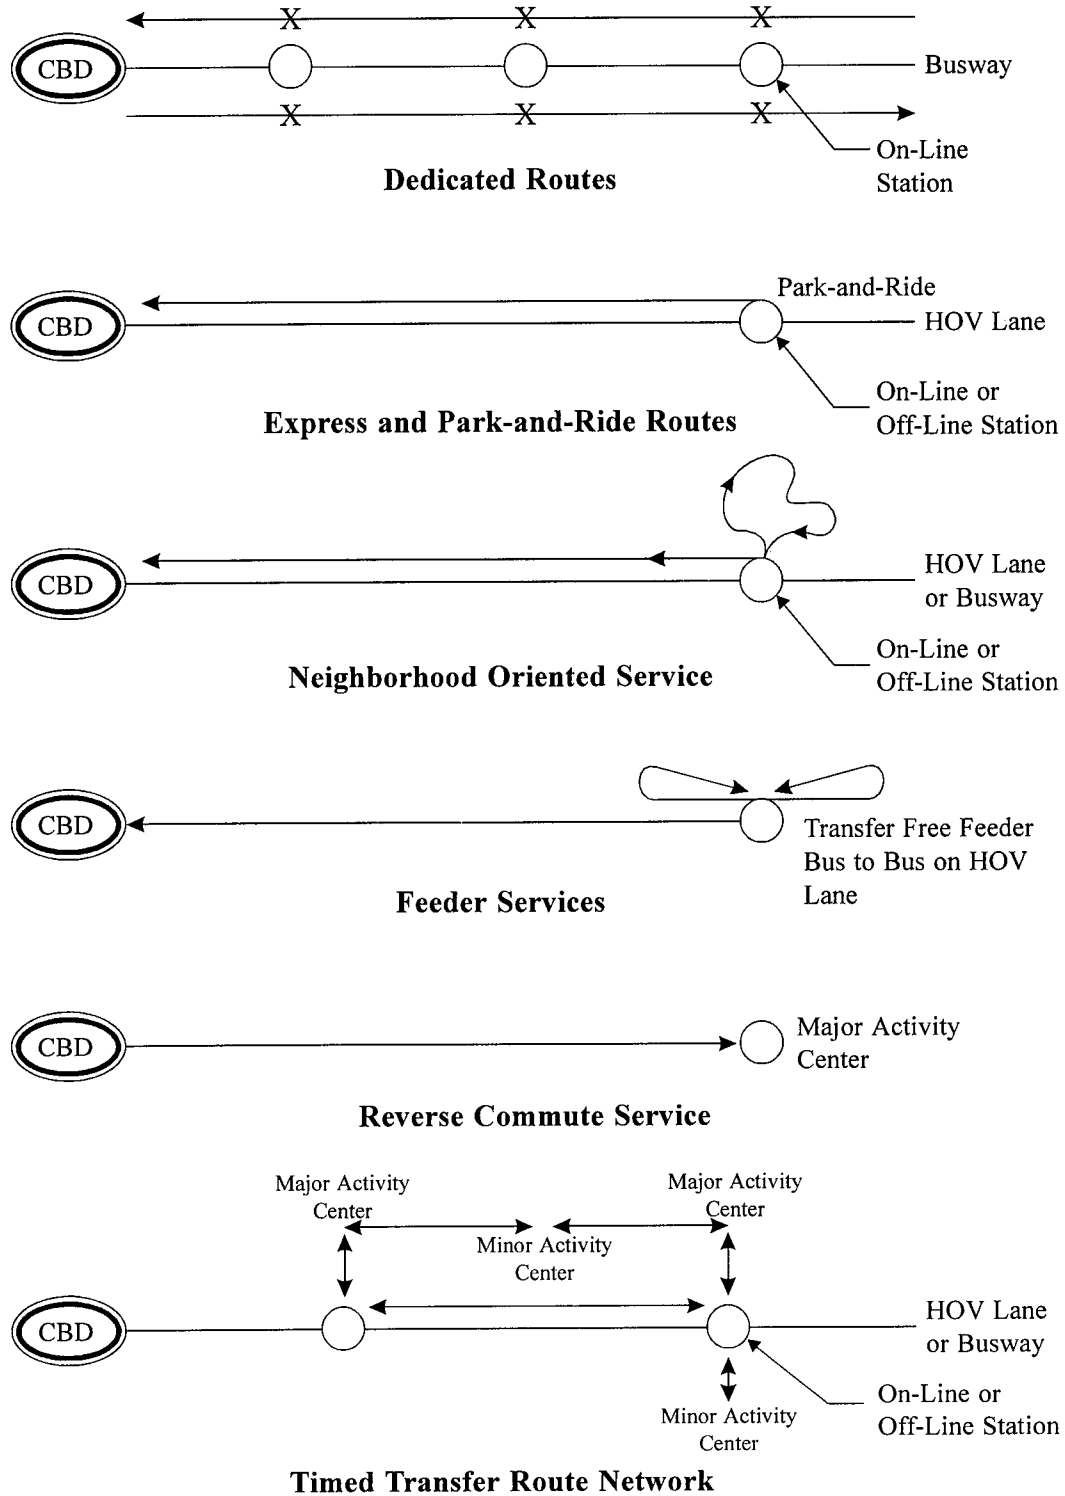 X X X
CBD
Busway
X X X
On-Line
Station
Dedicated Routes
Park-and-Ride
CBD
HOV Lane
On-Line or
Off-Line Station
Express and Park-and-Ride Routes
CBD
HOV Lane
or Busway
On-Line or
Off-Line Station
Neighborhood Oriented Service
CBD
Transfer Free Feeder
Bus to Bus on HOV
Lane
Feeder Services
CBD
Major Activity
Center
Reverse Commute Service
Major Activity
Center
Major Activity
Center
Minor Activity
Center
CBD
HOV Lane
or Busway
On-Line or
Off-Line Station
Minor Activity
Center
Timed Transfer Route Network